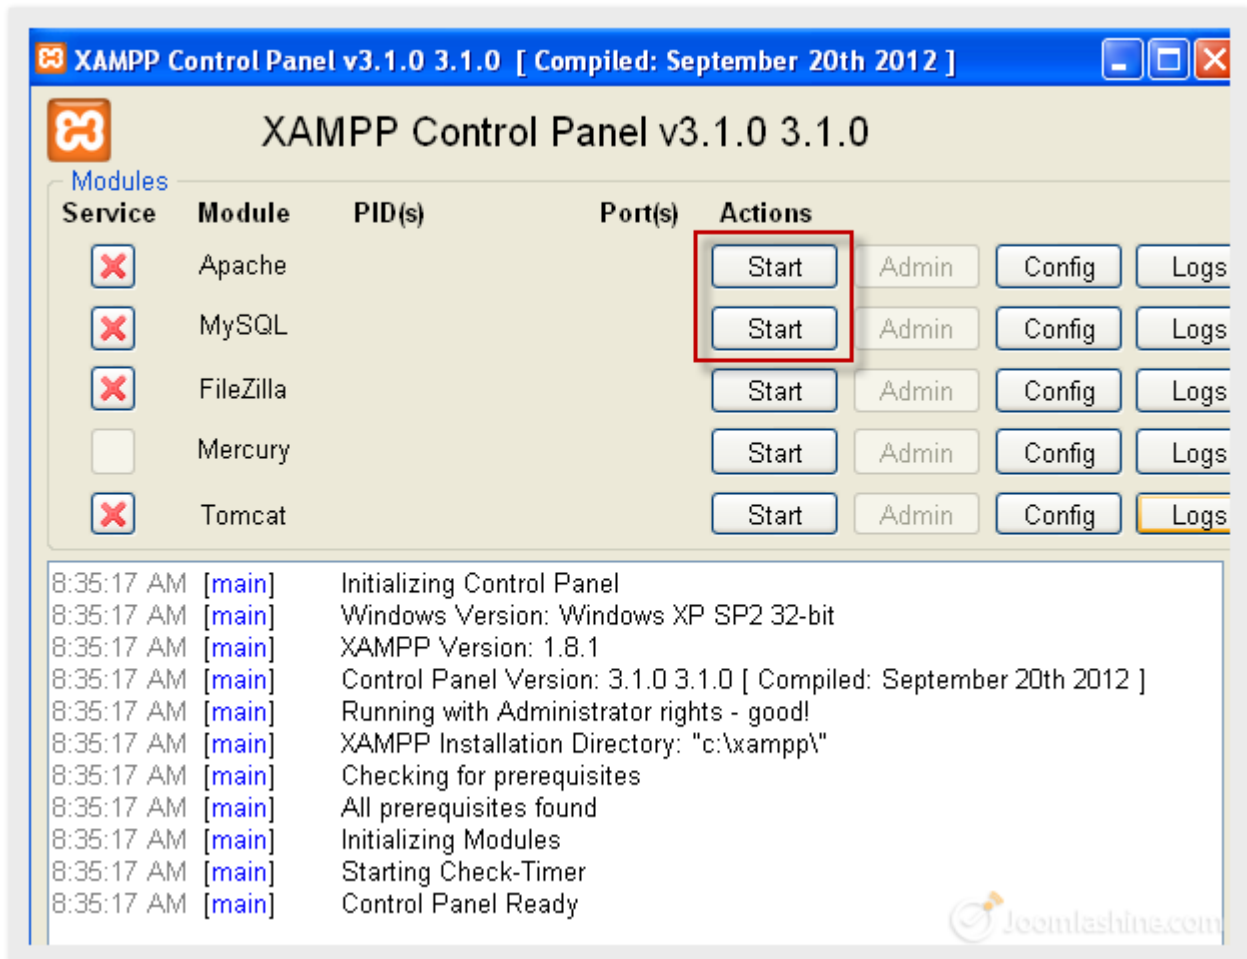 XAMPP Control Panel v3.1.0 3.1.0 [ Compiled: September 20th 2012 ]
XAMPP Control Panel v3.1.0 3.1.0
Modules
Service Module PID(s) Port(s) Actions
Apache Start Admin Config Logs
MySQL Start Admin Config Logs
FileZilla Start Admin Config Logs
Mercury Start Admin Config Logs
Tomcat Start Admin Config Logs
8:35:17 AM [main] Initializing Control Panel
8:35:17 AM [main] Windows Version: Windows XP SP2 32-bit
8:35:17 AM [main] XAMPP Version: 1.8.1
8:35:17 AM [main] Control Panel Version: 3.1.0 3.1.0 [ Compiled: September 20th 2012 ]
8:35:17 AM [main] Running with Administrator rights - good!
8:35:17 AM [main] XAMPP Installation Directory: "c:\xampp\"
8:35:17 AM [main] Checking for prerequisites
8:35:17 AM [main] All prerequisites found
8:35:17 AM [main] Initializing Modules
8:35:17 AM [main] Starting Check-Timer
8:35:17 AM [main] Control Panel Ready
Joomlashine.com